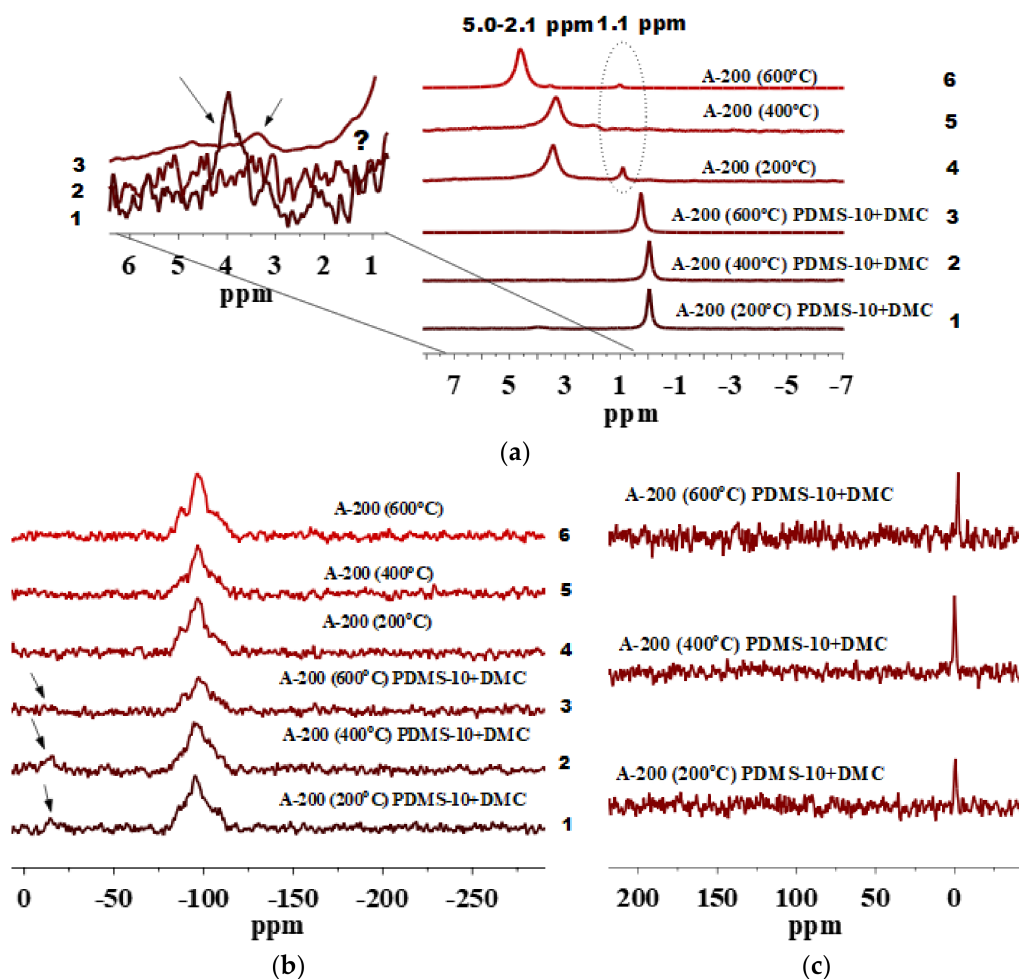 5.0-2.1 ppm 1.1 ppm
A-200 (600°C) 6
A-200 (400°C) 5
A-200 (200°C) 4
A-200 (600°C) PDMS-10+DMC 3
A-200 (400°C) PDMS-10+DMC 2
A-200 (200°C) PDMS-10+DMC 1
7 5 3 1 -1 -3 -5 -7
ppm
?
3
2
1
6 5 4 3 2 1
ppm
(a)
A-200 (600°C) 6
A-200 (400°C) 5
A-200 (200°C) 4
A-200 (600°C) PDMS-10+DMC 3
A-200 (400°C) PDMS-10+DMC 2
A-200 (200°C) PDMS-10+DMC 1
0 -50 -100 -150 -200 -250
ppm
(b)
A-200 (600°C) PDMS-10+DMC
A-200 (400°C) PDMS-10+DMC
A-200 (200°C) PDMS-10+DMC
200 150 100 50 0
ppm
(c)